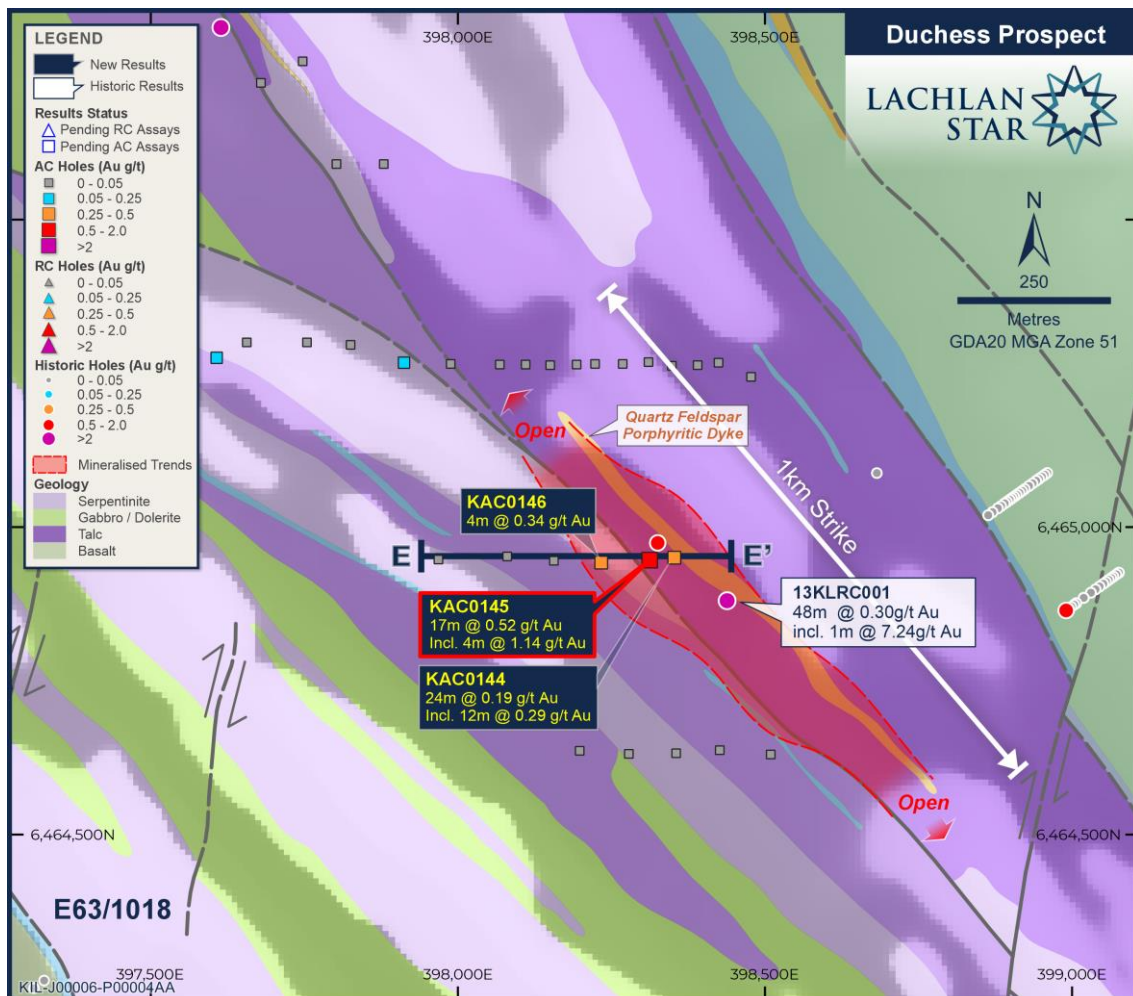 398,000E
398,500E
Duchess Prospect
LACHLAN
STAR
LEGEND
New Results
Historic Results
Results Status
Pending RC Assays
Pending AC Assays
AC Holes (Au g/t)
0 - 0.05
0.05 - 0.25
0.25 - 0.5
0.5 - 2.0
>2
RC Holes (Au g/t)
0 - 0.05
0.05 - 0.25
0.25 - 0.5
0.5 - 2.0
>2
Historic Holes (Au g/t)
0 - 0.05
0.05 - 0.25
0.25 - 0.5
0.5 - 2.0
>2
Mineralised Trends
Geology
Serpentinite
Gabbro / Dolerite
Talc
Basalt
N
250
Metres
GDA20 MGA Zone 51
Open
Quartz Feldspar
Porphyritic Dyke
1km Strike
KAC0146
4m @ 0.34 g/t Au
6,465,000N
E
E'
KAC0145
17m @ 0.52 g/t Au
Incl. 4m @ 1.14 g/t Au
13KLRC001
48m @ 0.30g/t Au
incl. 1m @ 7.24g/t Au
KAC0144
24m @ 0.19 g/t Au
Incl. 12m @ 0.29 g/t Au
Open
6,464,500N
6,464,500N
E63/1018
397,500E
398,000E
398,500E
399,000E
KIL-J00006-P00004AA